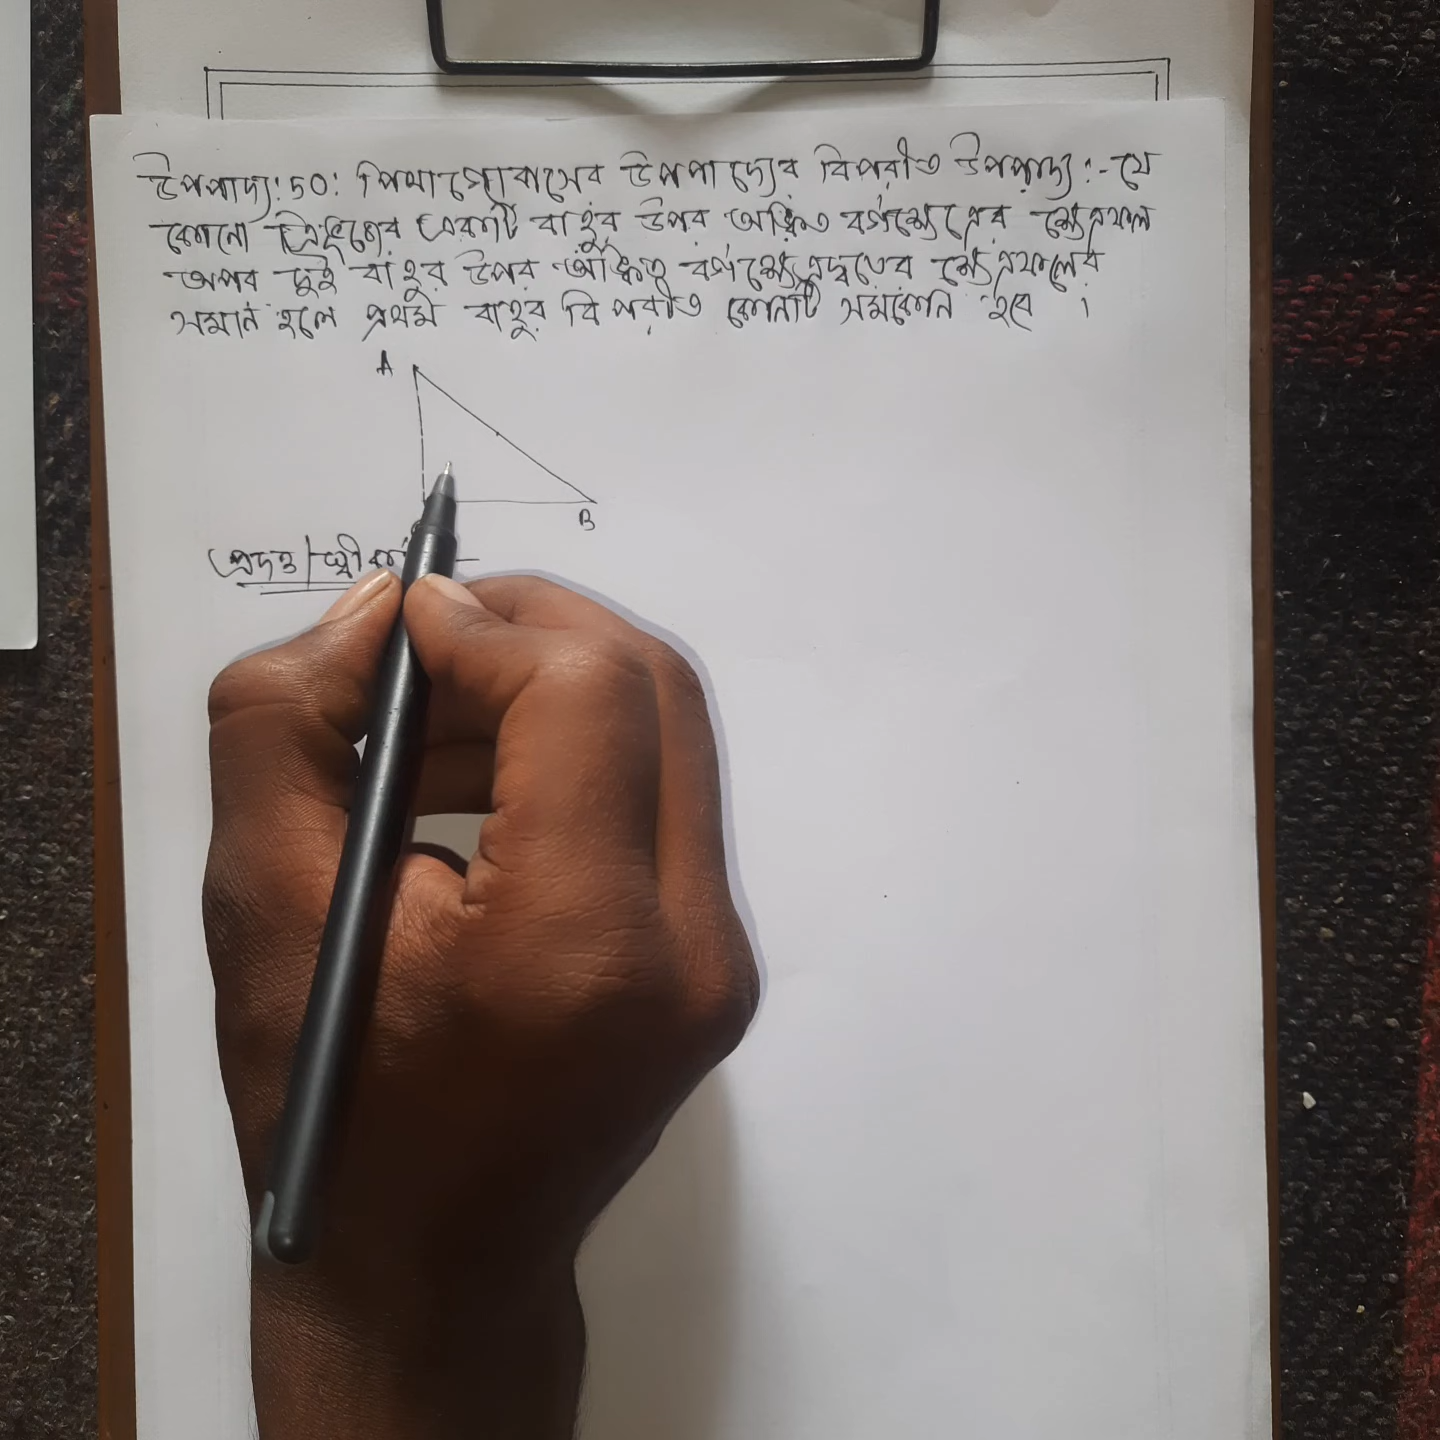 উপপাদ্য:50: পিথাগোরাসের উপপাদ্যের বিপরীত উপপাদ্য:- যে
কোনো ত্রিভুজের একটি বাহুর উপর অঙ্কিত বর্গক্ষেত্রের ক্ষেত্রফল
অপর দুই বাহুর উপর অঙ্কিত বর্গক্ষেত্রদ্বয়ের ক্ষেত্রফলের
সমান হলে প্রথম বাহুর বিপরীত কোনটি সমকোন হবে ।
A
B
প্রদত্ত/স্বীকা